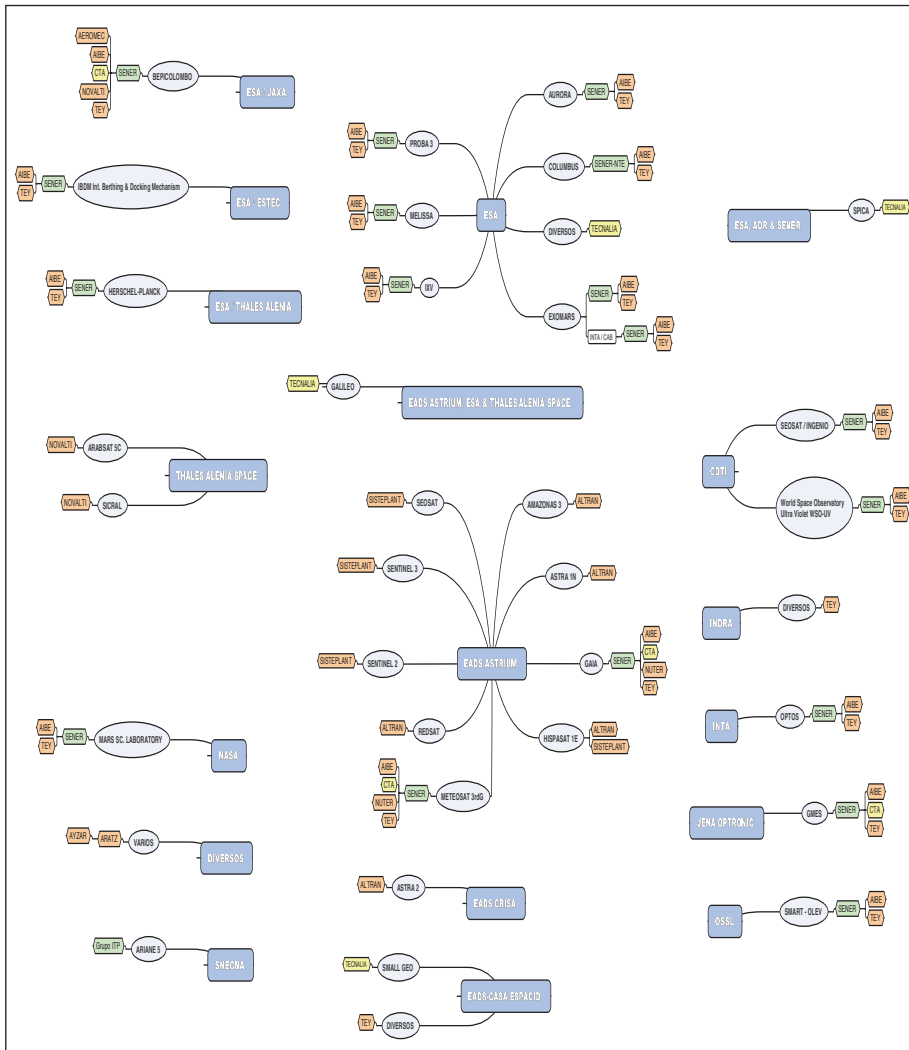 AEROMEC
AIBE
CTA
NOVALTI
TEY
SENER
BEPICOLOMBO
ESA - JAXA
AIBE
TEY
SENER
IBDM Int. Berthing & Docking Mechanism
ESA - ESTEC
AIBE
TEY
SENER
HERSCHEL-PLANCK
ESA - THALES ALENIA
AIBE
TEY
SENER
PROBA 3
AIBE
TEY
SENER
MELISSA
AIBE
TEY
SENER
IXV
ESA
AURORA
SENER
AIBE
TEY
COLUMBUS
SENER-NTE
AIBE
TEY
DIVERSOS
TECNALIA
EXOMARS
SENER
AIBE
TEY
INTA / CAB
SENER
AIBE
TEY
ESA, ADR & SENER
SPICA
TECNALIA
TECNALIA
GALILEO
EADS ASTRIUM, ESA & THALES ALENIA SPACE
NOVALTI
ARABSAT 5C
NOVALTI
SICRAL
THALES ALENIA SPACE
CDTI
SEOSAT / INGENIO
SENER
AIBE
TEY
World Space Observatory
Ultra Violet WSO-UV
SENER
AIBE
TEY
SISTEPLANT
SEOSAT
SISTEPLANT
SENTINEL 3
SISTEPLANT
SENTINEL 2
ALTRAN
REDSAT
AIBE
CTA
NUTER
TEY
SENER
METEOSAT 3rdG
EADS ASTRIUM
AMAZONAS 3
ALTRAN
ASTRA 1N
ALTRAN
GAIA
SENER
AIBE
CTA
NUTER
TEY
HISPASAT 1E
ALTRAN
SISTEPLANT
INDRA
DIVERSOS
TEY
INTA
OPTOS
SENER
AIBE
TEY
AIBE
TEY
SENER
MARS SC. LABORATORY
NASA
JENA OPTRONIC
GMES
SENER
AIBE
CTA
TEY
AYZAR
ARATZ
VARIOS
DIVERSOS
ALTRAN
ASTRA 2
EADS CRISA
OSSL
SMART - OLEV
SENER
AIBE
TEY
Grupo ITP
ARIANE 5
SNECMA
TECNALIA
SMALL GEO
TEY
DIVERSOS
EADS-CASA ESPACIO